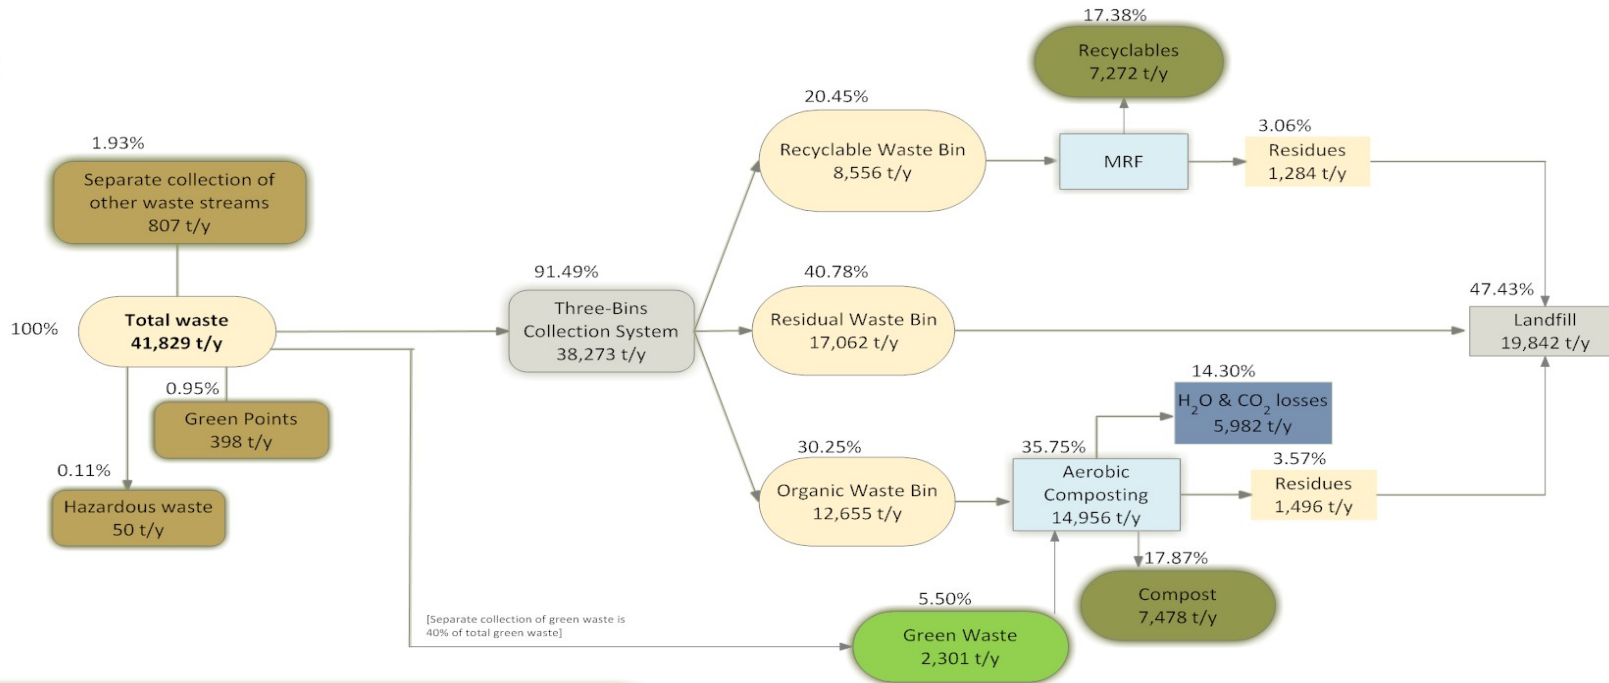 17.38%
Recyclables
7,272 t/y
20.45%
Recyclable Waste Bin
8,556 t/y
MRF
3.06%
Residues
1,284 t/y
1.93%
Separate collection of
other waste streams
807 t/y
100%
Total waste
41,829 t/y
91.49%
Three-Bins
Collection System
38,273 t/y
40.78%
Residual Waste Bin
17,062 t/y
47.43%
Landfill
19,842 t/y
0.95%
Green Points
398 t/y
0.11%
Hazardous waste
50 t/y
14.30%
H2O & CO2 losses
5,982 t/y
30.25%
Organic Waste Bin
12,655 t/y
35.75%
Aerobic
Composting
14,956 t/y
3.57%
Residues
1,496 t/y
17.87%
Compost
7,478 t/y
[Separate collection of green waste is
40% of total green waste]
5.50%
Green Waste
2,301 t/y